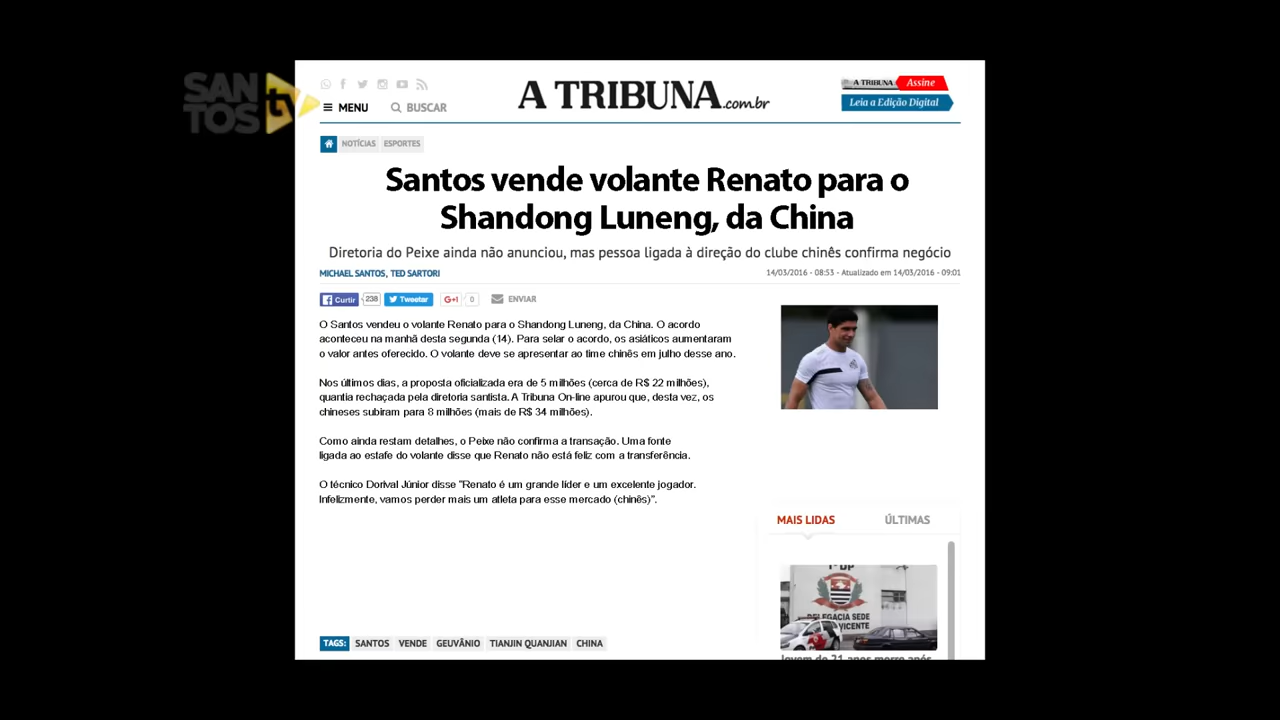 SAN
TOS tv
MENU
BUSCAR
A TRIBUNA.com.br
A TRIBUNA Assine
Leia a Edição Digital
NOTÍCIAS ESPORTES
Santos vende volante Renato para o
Shandong Luneng, da China
Diretoria do Peixe ainda não anunciou, mas pessoa ligada à direção do clube chinês confirma negócio
MICHAEL SANTOS, TED SARTORI
14/03/2016 - 08:53 - Atualizado em 14/03/2016 - 09:01
Curtir 238 Tweetar G+1 0 ENVIAR
O Santos vendeu o volante Renato para o Shandong Luneng, da China. O acordo
aconteceu na manhã desta segunda (14). Para selar o acordo, os asiáticos aumentaram
o valor antes oferecido. O volante deve se apresentar ao time chinês em julho desse ano.
Nos últimos dias, a proposta oficializada era de 5 milhões (cerca de R$ 22 milhões),
quantia rechaçada pela diretoria santista. A Tribuna On-line apurou que, desta vez, os
chineses subiram para 8 milhões (mais de R$ 34 milhões).
Como ainda restam detalhes, o Peixe não confirma a transação. Uma fonte
ligada ao estafe do volante disse que Renato não está feliz com a transferência.
O técnico Dorival Júnior disse "Renato é um grande líder e um excelente jogador.
Infelizmente, vamos perder mais um atleta para esse mercado (chinês)".
MAIS LIDAS
ÚLTIMAS
1º DP
DELEGACIA SEDE
VICENTE
Jovem de 21 anos morre após
TAGS: SANTOS VENDE GEUVÂNIO TIANJIN QUANJIAN CHINA